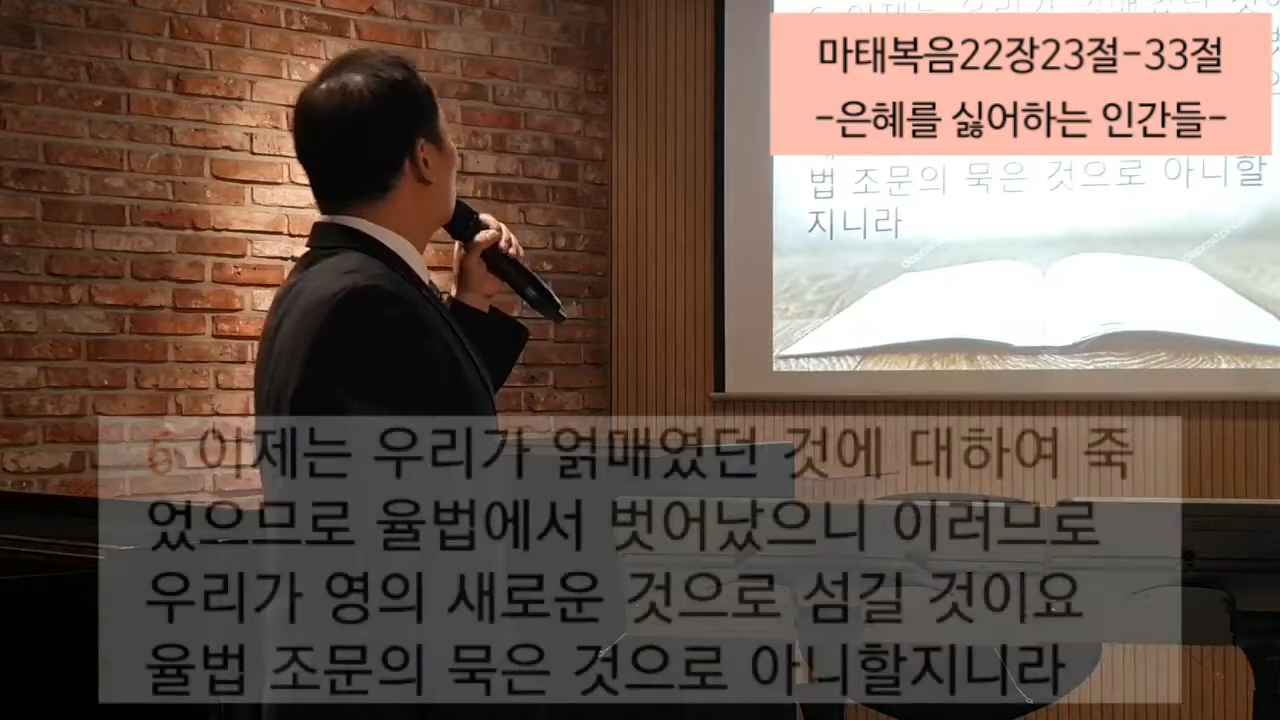 마태복음22장23절-33절
-은혜를 싫어하는 인간들-
법 조문의 묵은 것으로 아니할
지니라
depositphotos
6 이제는 우리가 얽매였던 것에 대하여 죽
었으므로 율법에서 벗어났으니 이러므로
우리가 영의 새로운 것으로 섬길 것이요
율법 조문의 묵은 것으로 아니할지니라